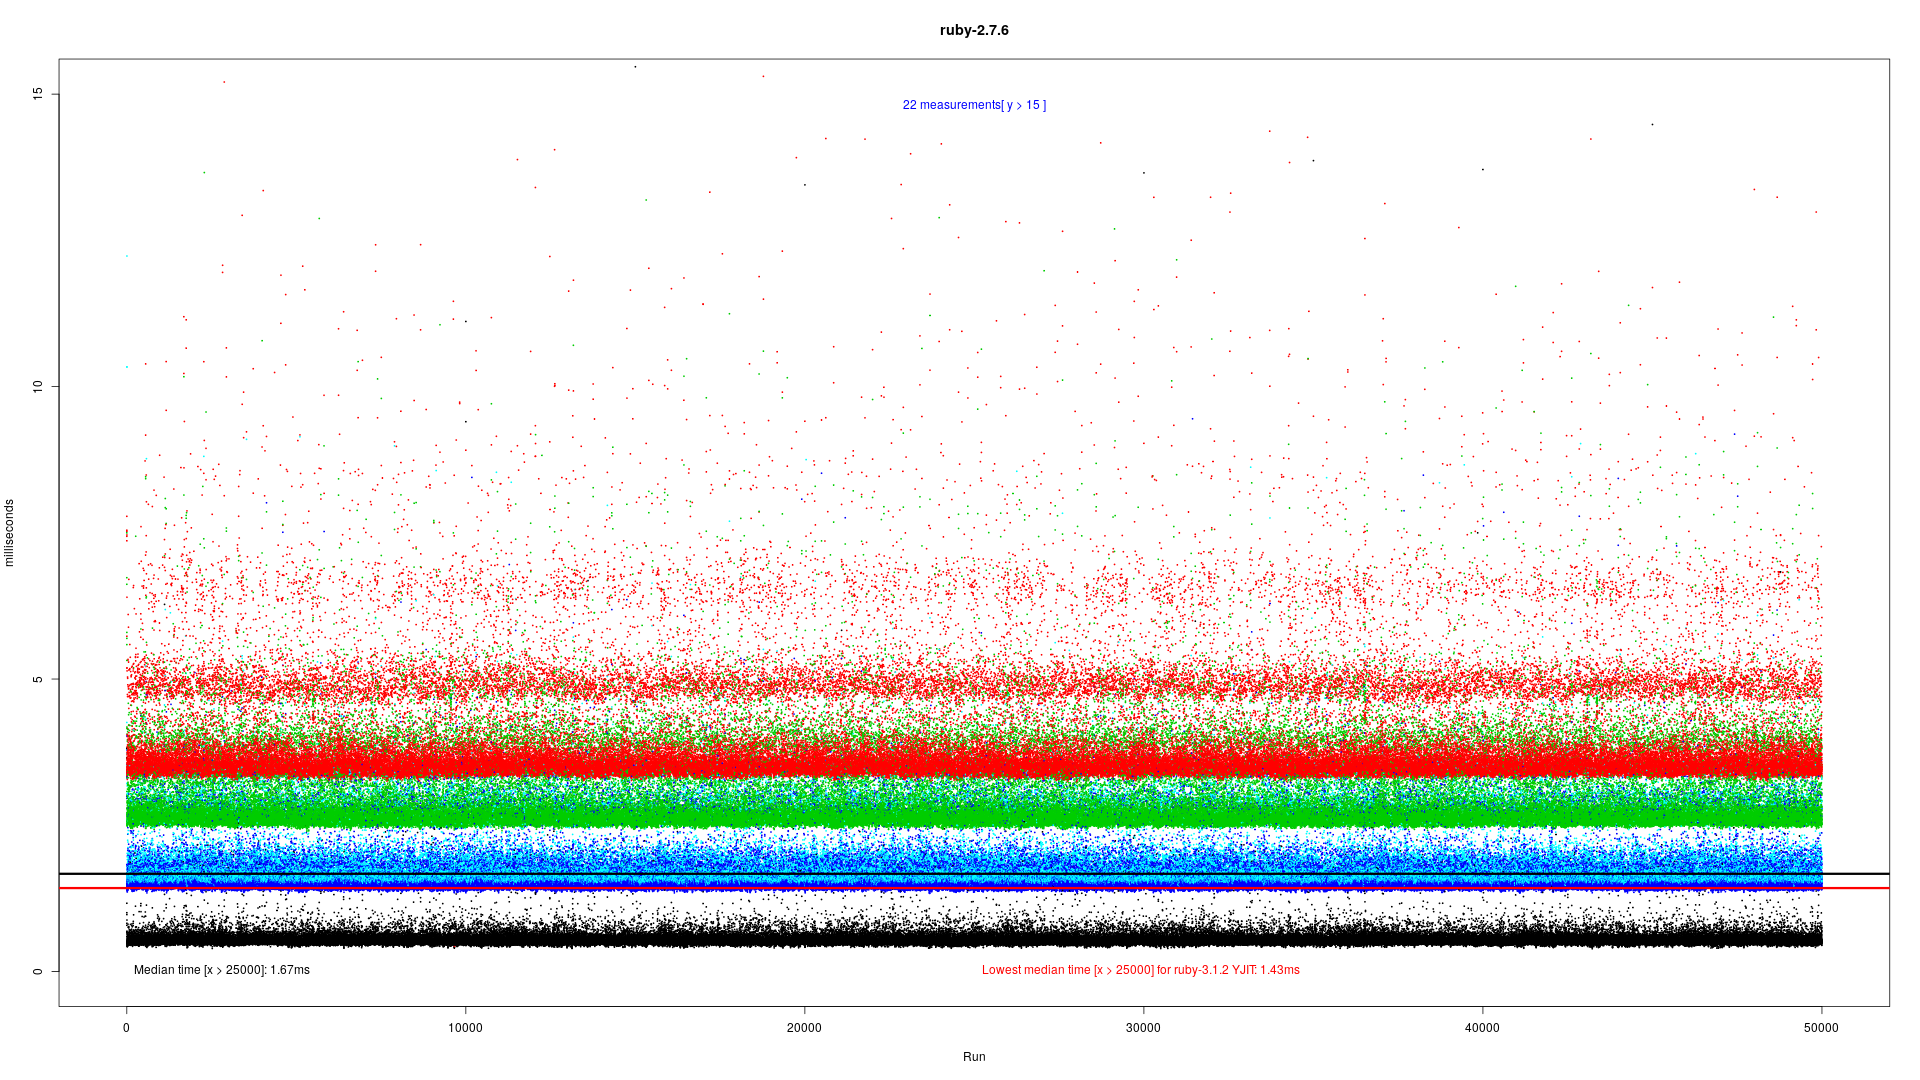 ruby-2.7.6
22 measurements[ y > 15 ]
15
10
5
0
milliseconds
Median time [x > 25000]: 1.67ms
Lowest median time [x > 25000] for ruby-3.1.2 YJIT: 1.43ms
0 10000 20000 30000 40000 50000
Run